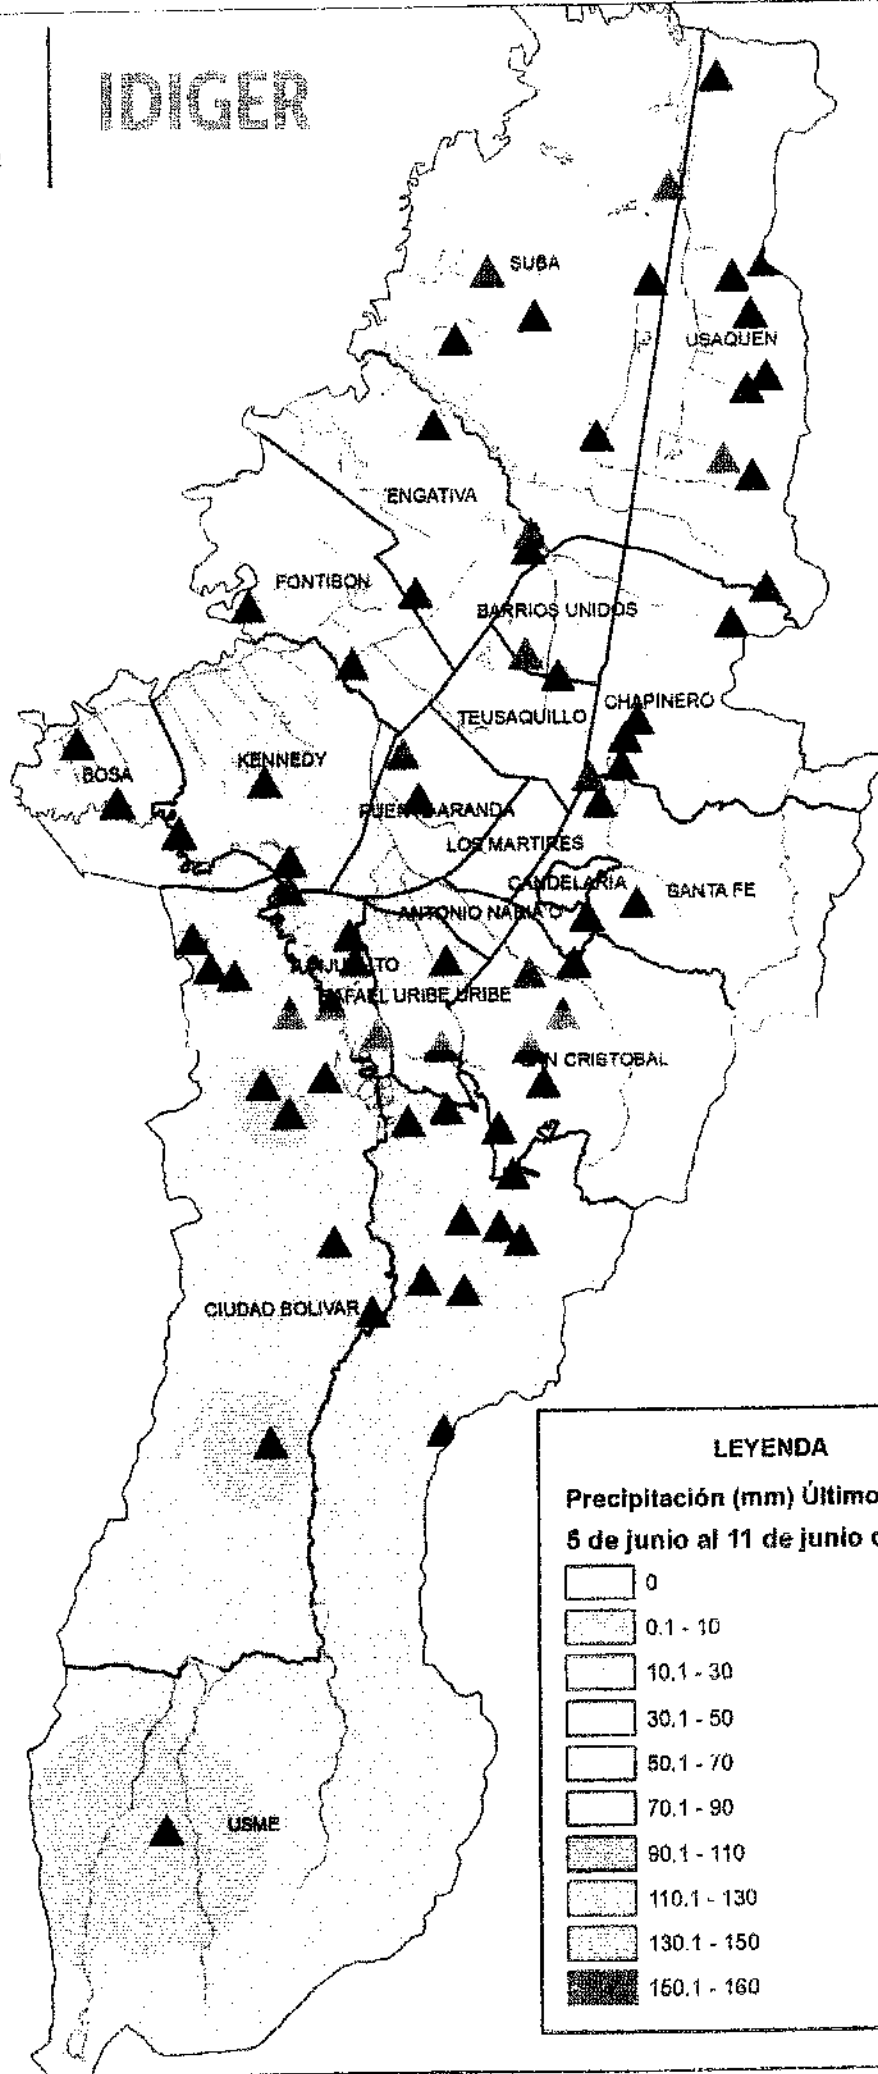 IDIGER
SUBA
USAQUEN
ENGATIVA
FONTIBON
BARRIOS UNIDOS
CHAPINERO
TEUSAQUILLO
KENNEDY
BOSA
LOS MARTIRES
CANDELARIA
SANTA FE
ANTONIO
RAFAEL URIBE URIBE
SAN CRISTOBAL
CIUDAD BOLIVAR
USME
LEYENDA
Precipitación (mm) Último
5 de junio al 11 de junio
0
0.1 - 10
10.1 - 30
30.1 - 50
50.1 - 70
70.1 - 90
90.1 - 110
110.1 - 130
130.1 - 150
150.1 - 160